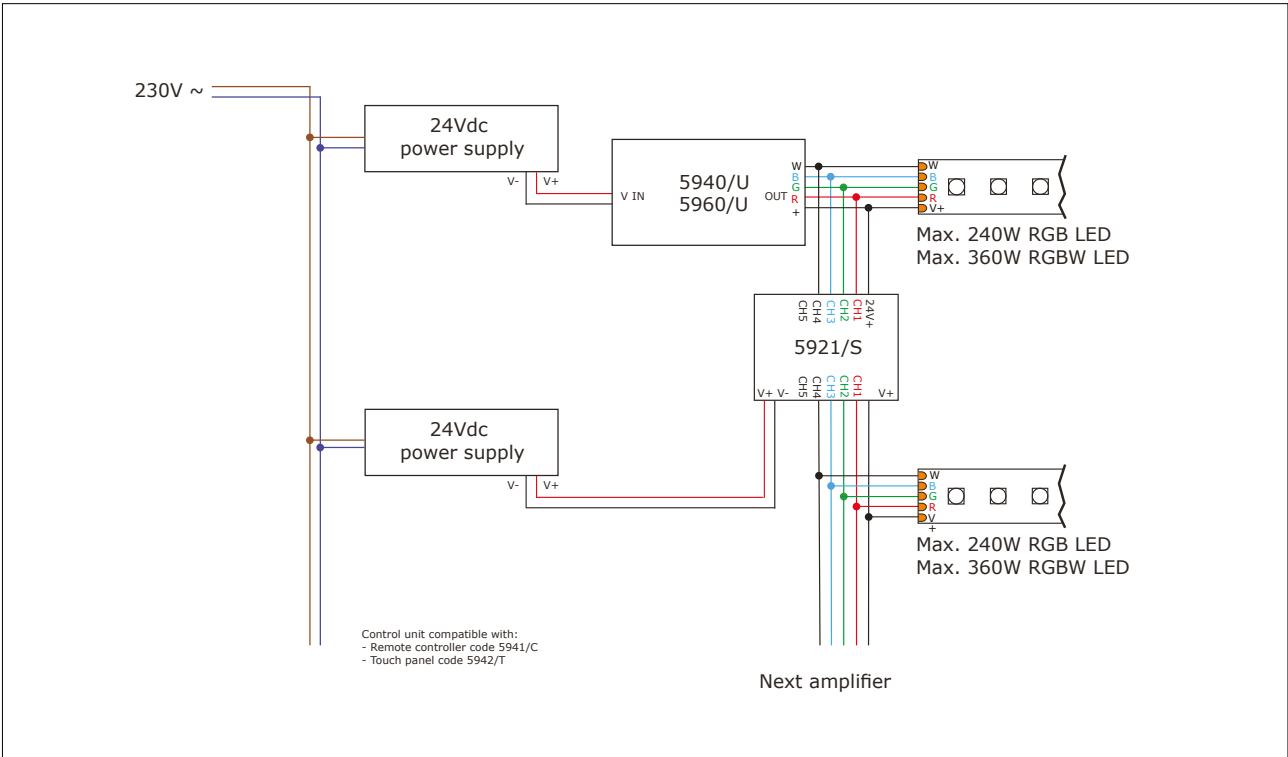 230V ~
24Vdc
power supply
V- V+
V IN
5940/U
5960/U
OUT
W
B
G
R
+
W
B
G
R
V+
Max. 240W RGB LED
Max. 360W RGBW LED
CH5 CH4 CH3 CH2 CH1 24V+
5921/S
V+ V- CH5 CH4 CH3 CH2 CH1 V+
24Vdc
power supply
V- V+
W
B
G
R
V
+
Max. 240W RGB LED
Max. 360W RGBW LED
Control unit compatible with:
- Remote controller code 5941/C
- Touch panel code 5942/T
Next amplifier